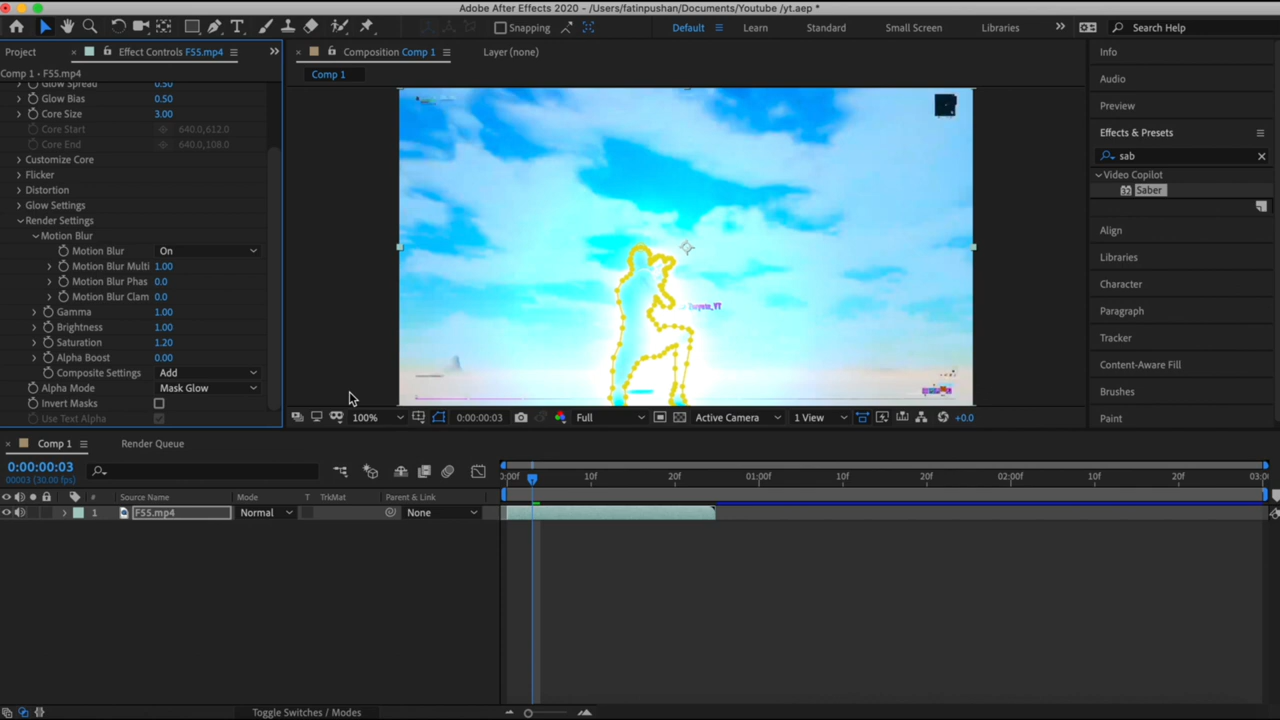 Adobe After Effects 2020 - /Users/fatinpushan/Documents/Youtube /yt.aep *
Snapping
Default
Learn
Standard
Small Screen
Libraries
Search Help
Project
Effect Controls F55.mp4
Composition Comp 1
Layer (none)
Info
Comp 1 • F55.mp4
Comp 1
Glow Spread 0.50
Glow Bias 0.50
Core Size 3.00
Core Start 640.0,612.0
Core End 640.0,108.0
Customize Core
Flicker
Distortion
Glow Settings
Render Settings
Motion Blur
Motion Blur On
Motion Blur Multi 1.00
Motion Blur Phas 0.0
Motion Blur Clam 0.0
Gamma 1.00
Brightness 1.00
Saturation 1.20
Alpha Boost 0.00
Composite Settings Add
Alpha Mode Mask Glow
Invert Masks
Use Text Alpha
Audio
Preview
Effects & Presets
sab
Video Copilot
32 Saber
Align
Libraries
Character
Paragraph
Tracker
Content-Aware Fill
Brushes
Paint
100%
0:00:00:03
Full
Active Camera
1 View
+0.0
Comp 1
Render Queue
0:00:00:03
00003 (30.00 fps)
:00f
10f
20f
01:00f
10f
20f
02:00f
10f
20f
03:0
# Source Name
Mode
T TrkMat
Parent & Link
1 F55.mp4
Normal
None
Toggle Switches / Modes